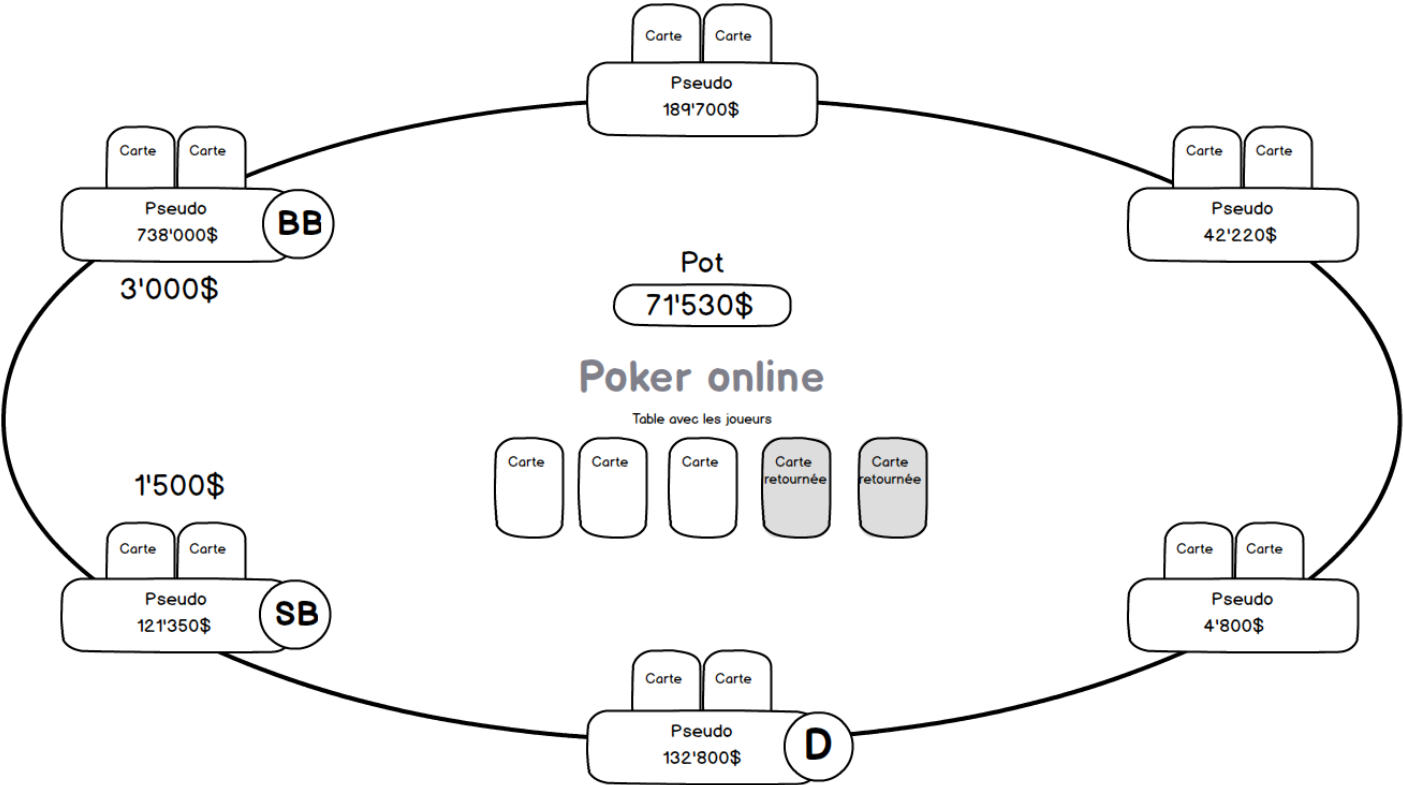 Carte Carte
Pseudo
189'700$
Carte Carte
Pseudo
738'000$
BB
3'000$
Carte Carte
Pseudo
42'220$
Pot
71'530$
Poker online
Table avec les joueurs
Carte
Carte
Carte
Carte
retournée
Carte
retournée
1'500$
Carte Carte
Pseudo
121'350$
SB
Carte Carte
Pseudo
4'800$
Carte Carte
Pseudo
132'800$
D